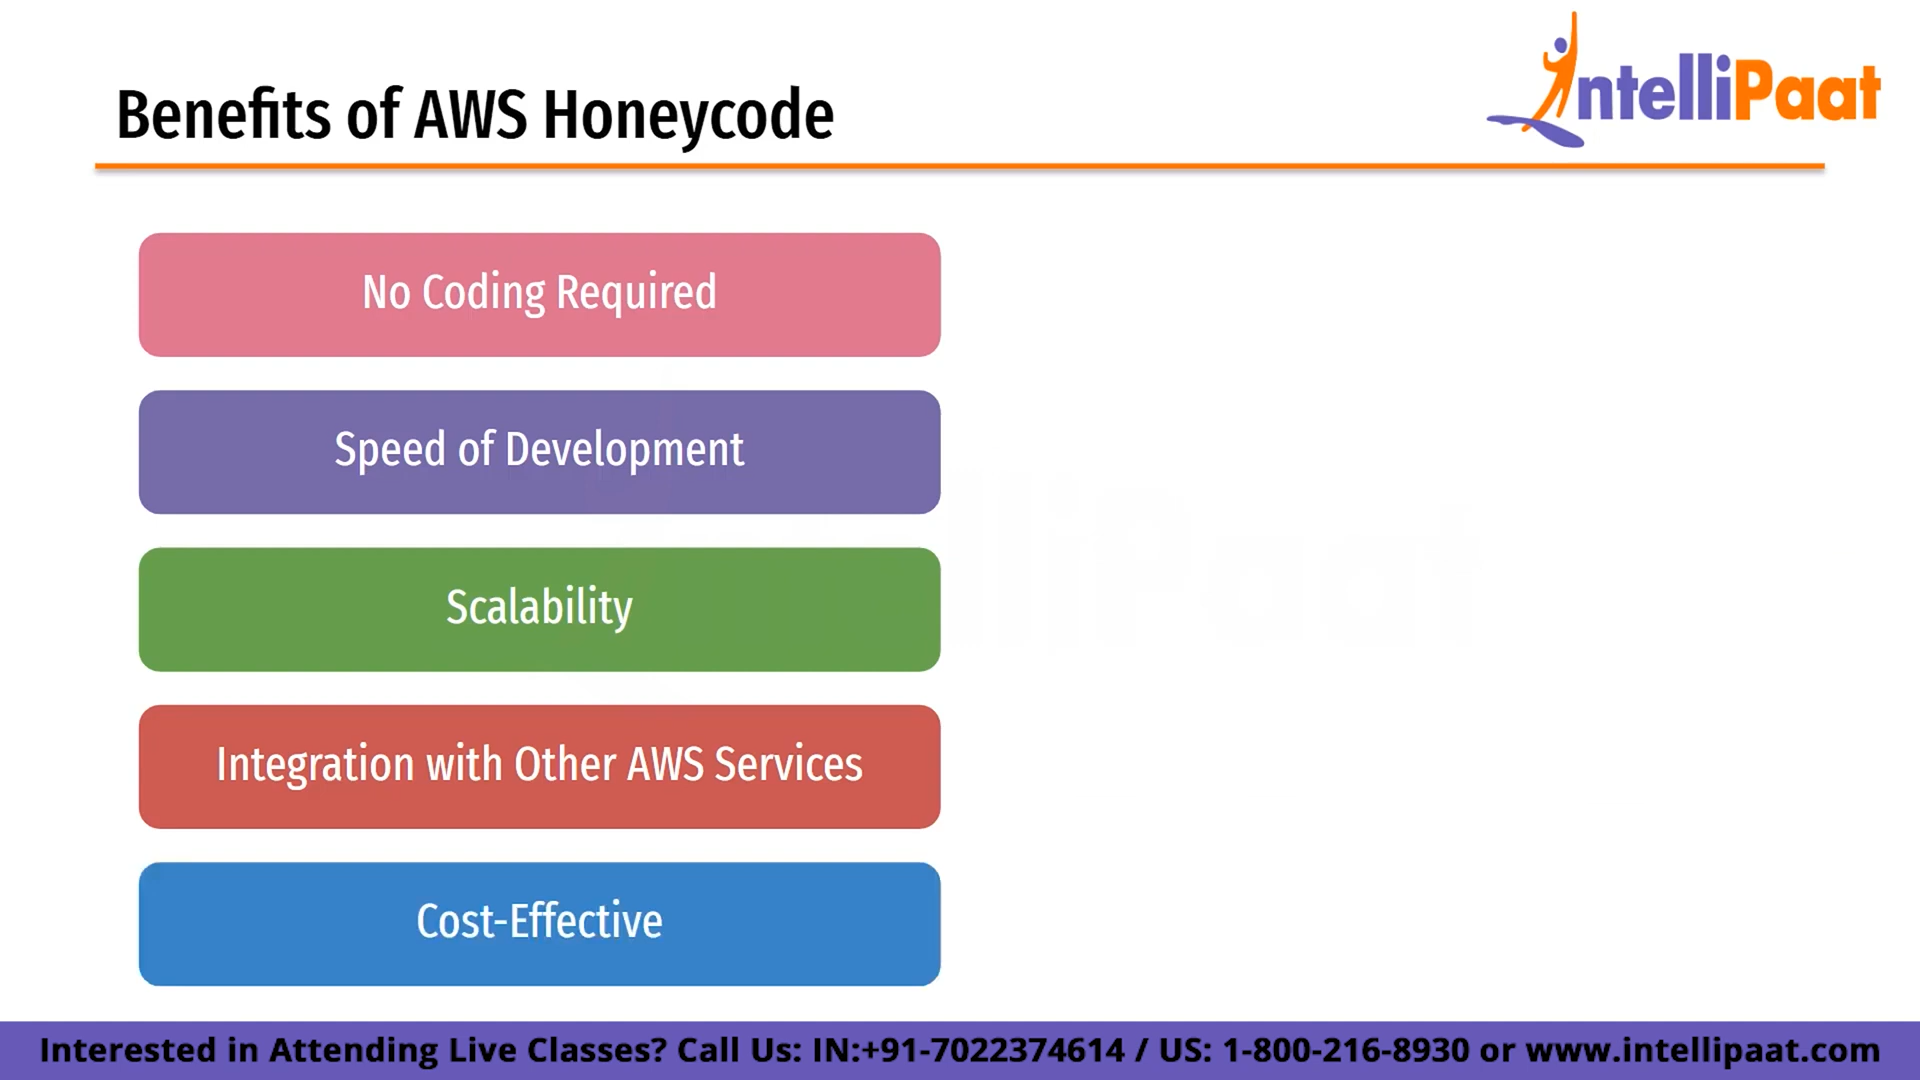 Benefits of AWS Honeycode
IntelliPaat
No Coding Required
Speed of Development
Scalability
Integration with Other AWS Services
Cost-Effective
Interested in Attending Live Classes? Call Us: IN:+91-7022374614 / US: 1-800-216-8930 or www.intellipaat.com